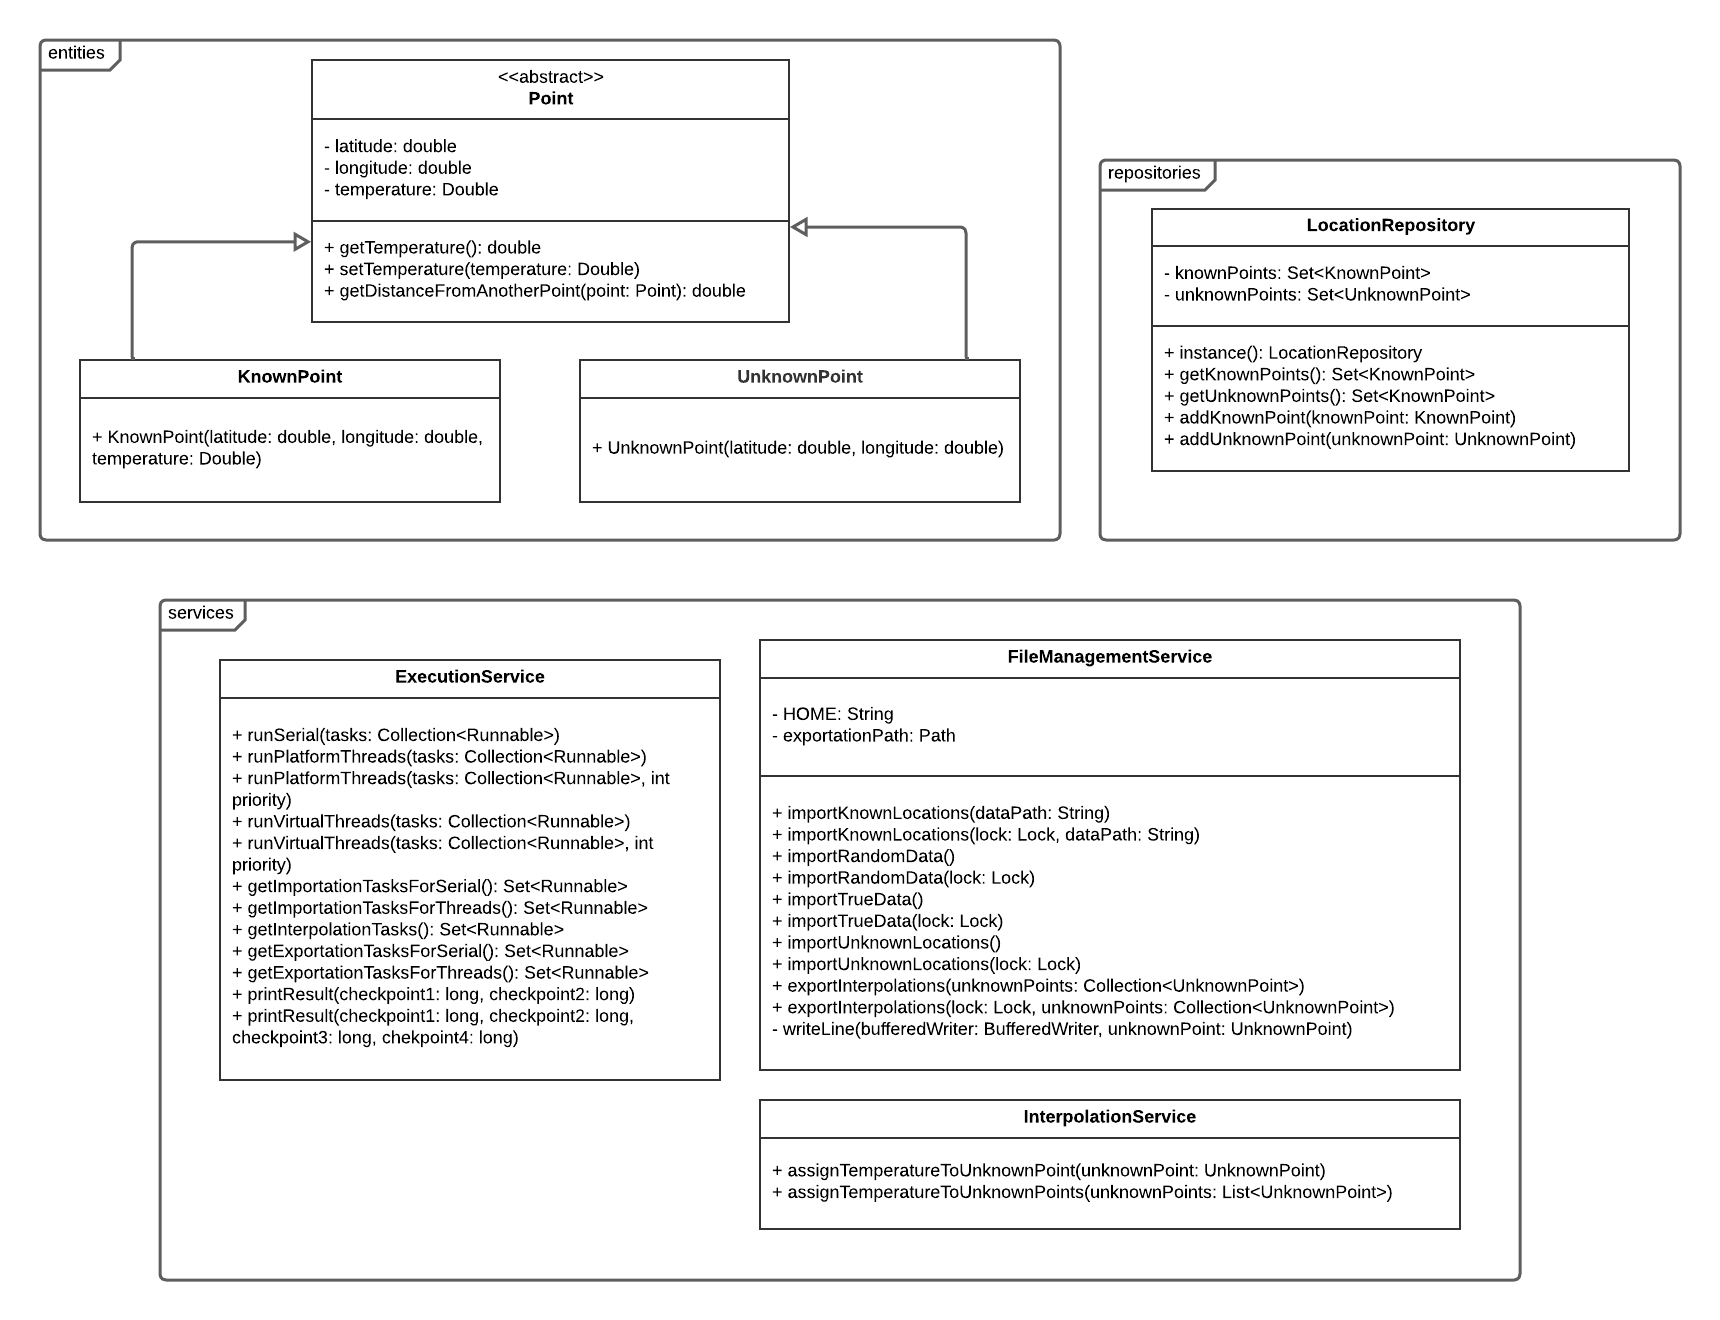 entities
<<abstract>>
Point
- latitude: double
- longitude: double
- temperature: Double
+ getTemperature(): double
+ setTemperature(temperature: Double)
+ getDistanceFromAnotherPoint(point: Point): double
KnownPoint
+ KnownPoint(latitude: double, longitude: double,
temperature: Double)
UnknownPoint
+ UnknownPoint(latitude: double, longitude: double)
repositories
LocationRepository
- knownPoints: Set<KnownPoint>
- unknownPoints: Set<UnknownPoint>
+ instance(): LocationRepository
+ getKnownPoints(): Set<KnownPoint>
+ getUnknownPoints(): Set<KnownPoint>
+ addKnownPoint(knownPoint: KnownPoint)
+ addUnknownPoint(unknownPoint: UnknownPoint)
services
ExecutionService
+ runSerial(tasks: Collection<Runnable>)
+ runPlatformThreads(tasks: Collection<Runnable>)
+ runPlatformThreads(tasks: Collection<Runnable>, int
priority)
+ runVirtualThreads(tasks: Collection<Runnable>)
+ runVirtualThreads(tasks: Collection<Runnable>, int
priority)
+ getImportationTasksForSerial(): Set<Runnable>
+ getImportationTasksForThreads(): Set<Runnable>
+ getInterpolationTasks(): Set<Runnable>
+ getExportationTasksForSerial(): Set<Runnable>
+ getExportationTasksForThreads(): Set<Runnable>
+ printResult(checkpoint1: long, checkpoint2: long)
+ printResult(checkpoint1: long, checkpoint2: long,
checkpoint3: long, chekpoint4: long)
FileManagementService
- HOME: String
- exportationPath: Path
+ importKnownLocations(dataPath: String)
+ importKnownLocations(lock: Lock, dataPath: String)
+ importRandomData()
+ importRandomData(lock: Lock)
+ importTrueData()
+ importTrueData(lock: Lock)
+ importUnknownLocations()
+ importUnknownLocations(lock: Lock)
+ exportInterpolations(unknownPoints: Collection<UnknownPoint>)
+ exportInterpolations(lock: Lock, unknownPoints: Collection<UnknownPoint>)
- writeLine(bufferedWriter: BufferedWriter, unknownPoint: UnknownPoint)
InterpolationService
+ assignTemperatureToUnknownPoint(unknownPoint: UnknownPoint)
+ assignTemperatureToUnknownPoints(unknownPoints: List<UnknownPoint>)